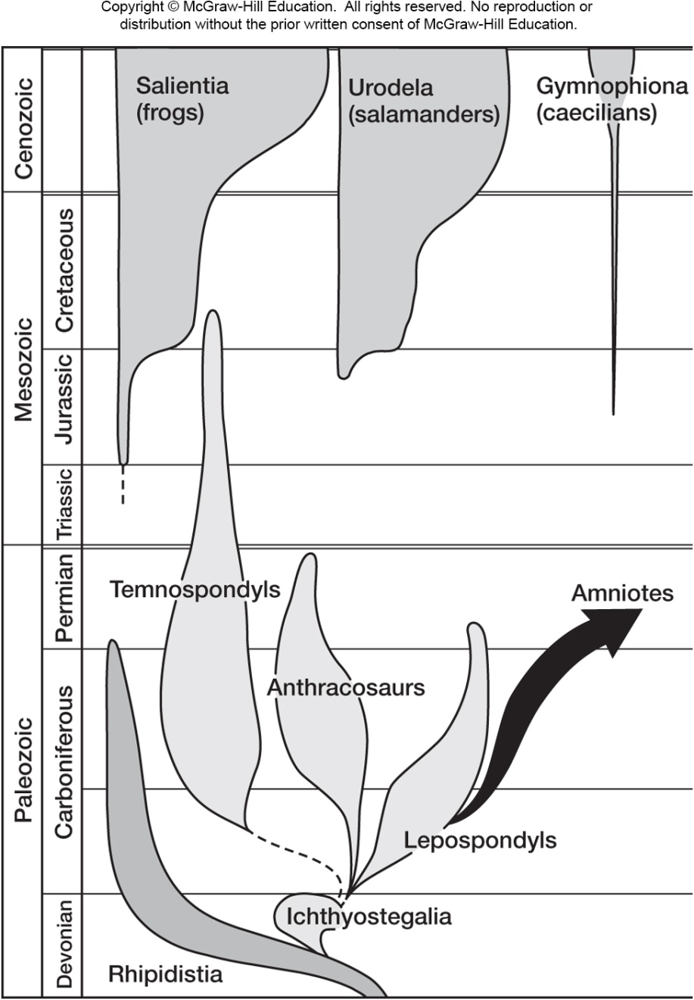 Copyright © McGraw-Hill Education.  All rights reserved. No reproduction or
distribution without the prior written consent of McGraw-Hill Education.
Cenozoic
Salientia
(frogs)
Urodela
(salamanders)
Gymnophiona
(caecilians)
Mesozoic
Cretaceous
Jurassic
Triassic
Paleozoic
Permian
Temnospondyls
Amniotes
Carboniferous
Anthracosaurs
Lepospondyls
Devonian
Ichthyostegalia
Rhipidistia